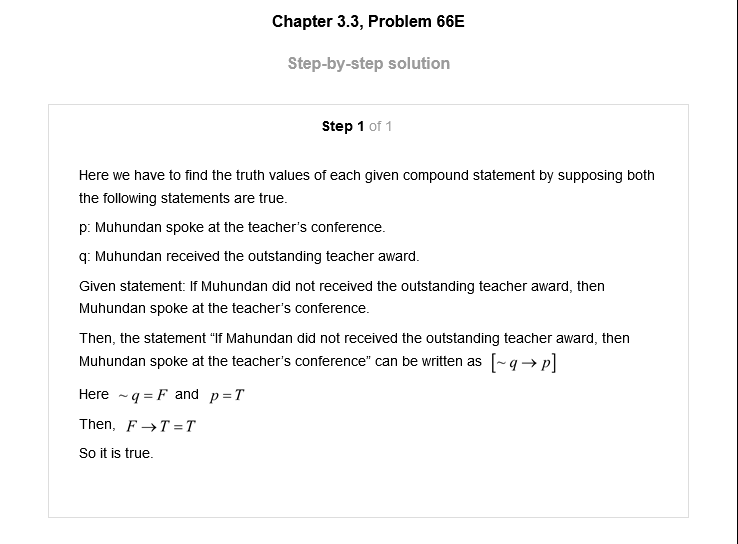 Chapter 3.3, Problem 66E
Step-by-step solution
Step 1 of 1
Here we have to find the truth values of each given compound statement by supposing both
the following statements are true.
p: Muhundan spoke at the teacher's conference.
q: Muhundan received the outstanding teacher award.
Given statement: If Muhundan did not received the outstanding teacher award, then
Muhundan spoke at the teacher's conference.
Then, the statement "If Mahundan did not received the outstanding teacher award, then
Muhundan spoke at the teacher's conference" can be written as [~ q → p]
Here ~ q = F and p = T
Then, F → T = T
So it is true.